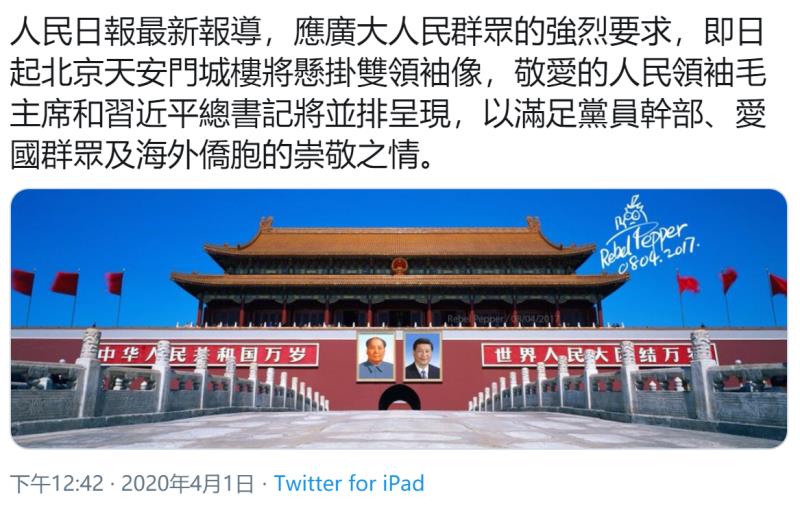 人民日報最新報導，應廣大人民群眾的強烈要求，即日
起北京天安門城樓將懸掛雙領袖像，敬愛的人民領袖毛
主席和習近平總書記將並排呈現，以滿足黨員幹部、愛
國群眾及海外僑胞的崇敬之情。
Rebel Pepper
0804.2017.
Rebel Pepper / 08/04/2017
中华人民共和国万岁
世界人民大团结万岁
下午12:42 · 2020年4月1日 · Twitter for iPad